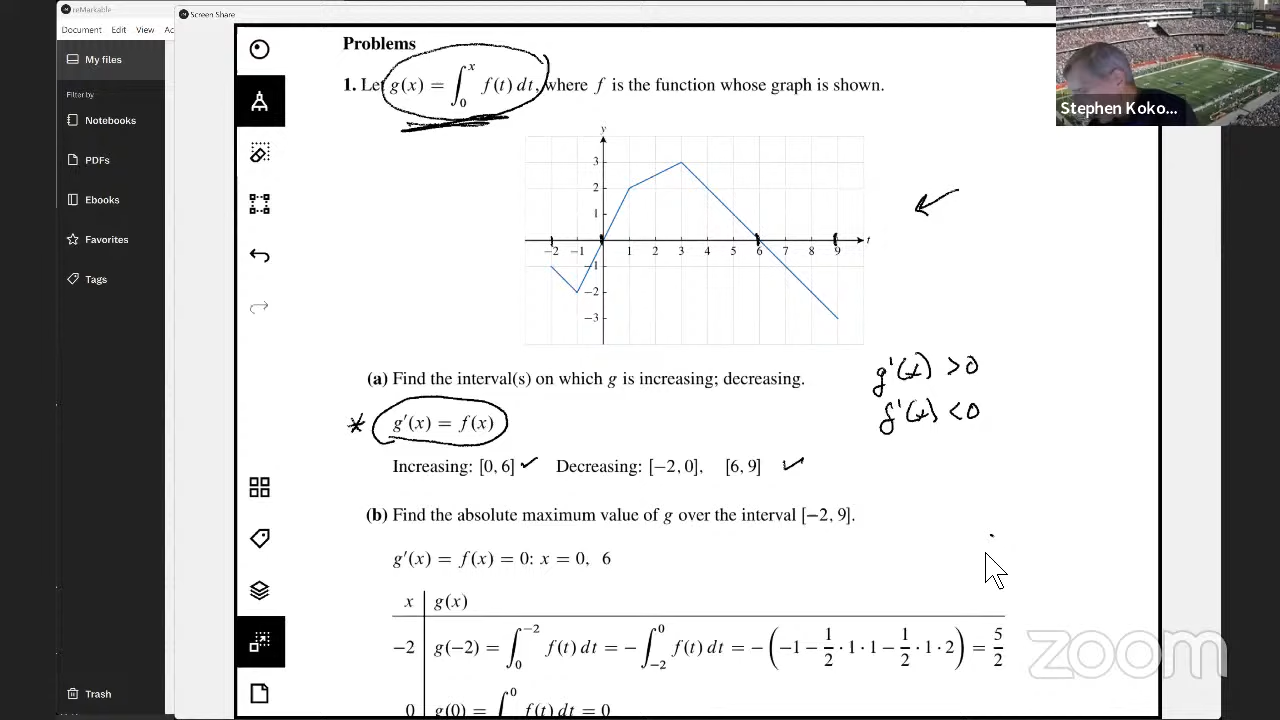 reMarkable
Screen Share
Document Edit View
My files
Filter by
Notebooks
PDFs
Ebooks
Favorites
Tags
Trash
Stephen Koko...
Problems
1. Let g(x) = ∫₀ˣ f(t) dt, where f is the function whose graph is shown.
y
3
2
1
−2 −1 1 2 3 4 5 6 7 8 9 t
−1
−2
−3
(a) Find the interval(s) on which g is increasing; decreasing.
g'(x) > 0
g'(x) < 0
* g′(x) = f(x)
Increasing: [0, 6] ✓ Decreasing: [−2, 0], [6, 9] ✓
(b) Find the absolute maximum value of g over the interval [−2, 9].
g′(x) = f(x) = 0: x = 0, 6
x g(x)
−2 g(−2) = ∫₀⁻² f(t) dt = − ∫₋₂⁰ f(t) dt = − (−1 − 1/2 · 1 · 1 − 1/2 · 1 · 2) = 5/2
0 g(0) = ∫₀⁰ f(t) dt = 0
zoom